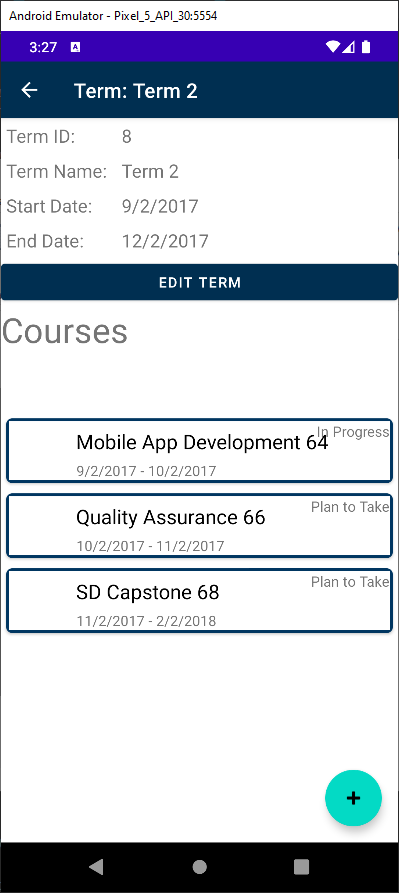 Android Emulator - Pixel_5_API_30:5554
3:27 A
Term: Term 2
Term ID: 8
Term Name: Term 2
Start Date: 9/2/2017
End Date: 12/2/2017
EDIT TERM
Courses
In Progress
Mobile App Development 64
9/2/2017 - 10/2/2017
Plan to Take
Quality Assurance 66
10/2/2017 - 11/2/2017
Plan to Take
SD Capstone 68
11/2/2017 - 2/2/2018
+